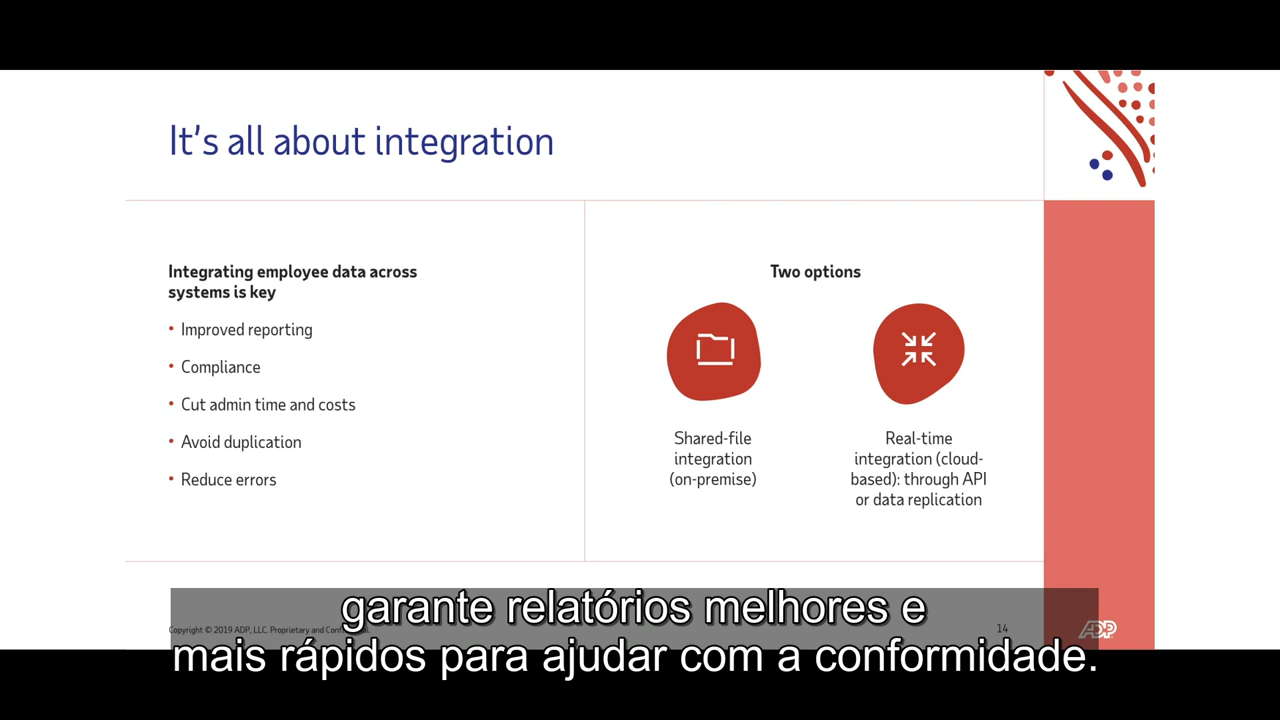 It's all about integration
Integrating employee data across
systems is key
• Improved reporting
• Compliance
• Cut admin time and costs
• Avoid duplication
• Reduce errors
Two options
Shared-file
integration
(on-premise)
Real-time
integration (cloud-
based): through API
or data replication
garante relatórios melhores e
mais rápidos para ajudar com a conformidade.
Copyright © 2019 ADP, LLC. Proprietary and
14
ADP